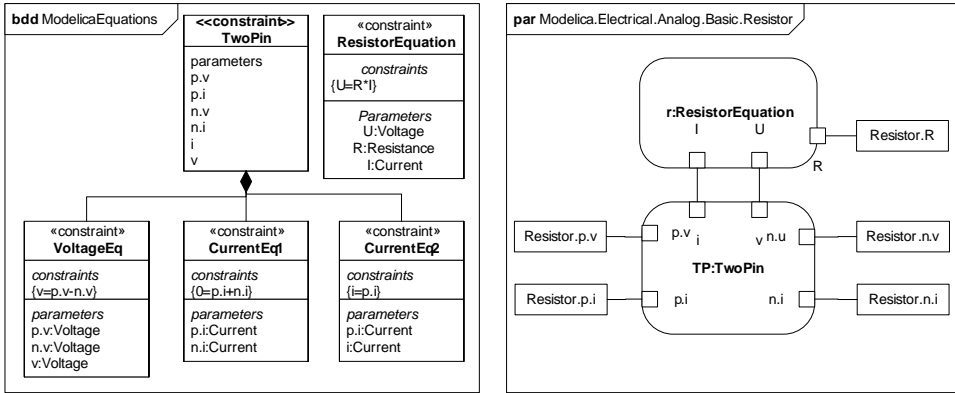 bdd ModelicaEquations
<<constraint>>
TwoPin
parameters
p.v
p.i
n.v
n.i
i
v
«constraint»
ResistorEquation
constraints
{U=R*I}
Parameters
U:Voltage
R:Resistance
I:Current
«constraint»
VoltageEq
constraints
{v=p.v-n.v}
parameters
p.v:Voltage
n.v:Voltage
v:Voltage
«constraint»
CurrentEq1
constraints
{0=p.i+n.i}
parameters
p.i:Current
n.i:Current
«constraint»
CurrentEq2
constraints
{i=p.i}
parameters
p.i:Current
i:Current
par Modelica.Electrical.Analog.Basic.Resistor
r:ResistorEquation
I U
R
Resistor.R
Resistor.p.v
p.v i v n.u
Resistor.n.v
TP:TwoPin
Resistor.p.i
p.i n.i
Resistor.n.i